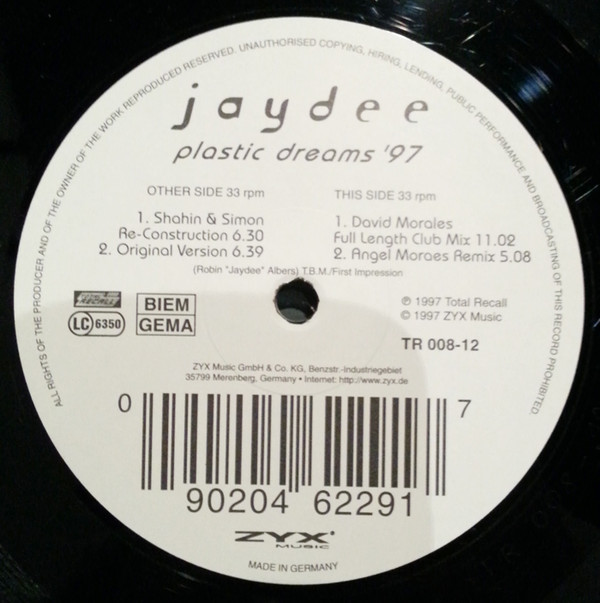 ALL RIGHTS OF THE PRODUCER AND OF THE OWNER OF THE WORK REPRODUCED RESERVED. UNAUTHORISED COPYING, HIRING, LENDING, PUBLIC PERFORMANCE AND BROADCASTING OF THIS RECORD PROHIBITED.
jaydee
plastic dreams '97
OTHER SIDE 33 rpm
1. Shahin & Simon
Re-Construction 6.30
2. Original Version 6.39
THIS SIDE 33 rpm
1. David Morales
Full Length Club Mix 11.02
2. Angel Moraes Remix 5.08
(Robin "Jaydee" Albers) T.B.M./First Impression
LC 6350
BIEM
GEMA
℗ 1997 Total Recall
© 1997 ZYX Music
TR 008-12
ZYX Music GmbH & Co. KG, Benzstr.-Industriegebiet
35799 Merenberg, Germany • Internet: http://www.zyx.de
0 90204 62291 7
ZYX
MUSIC
MADE IN GERMANY